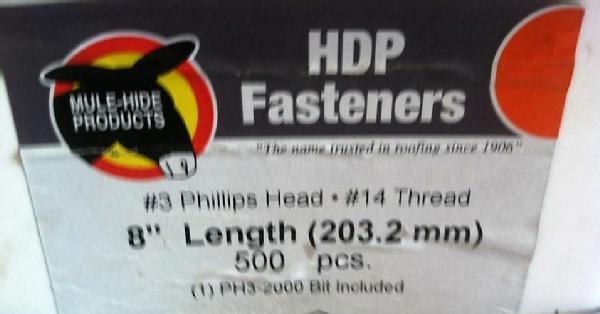 MULE-HIDE
PRODUCTS
HDP
Fasteners
"The name trusted in roofing since 1906"
#3 Phillips Head • #14 Thread
8" Length (203.2 mm)
500 pcs.
(1) PH3-2000 Bit Included